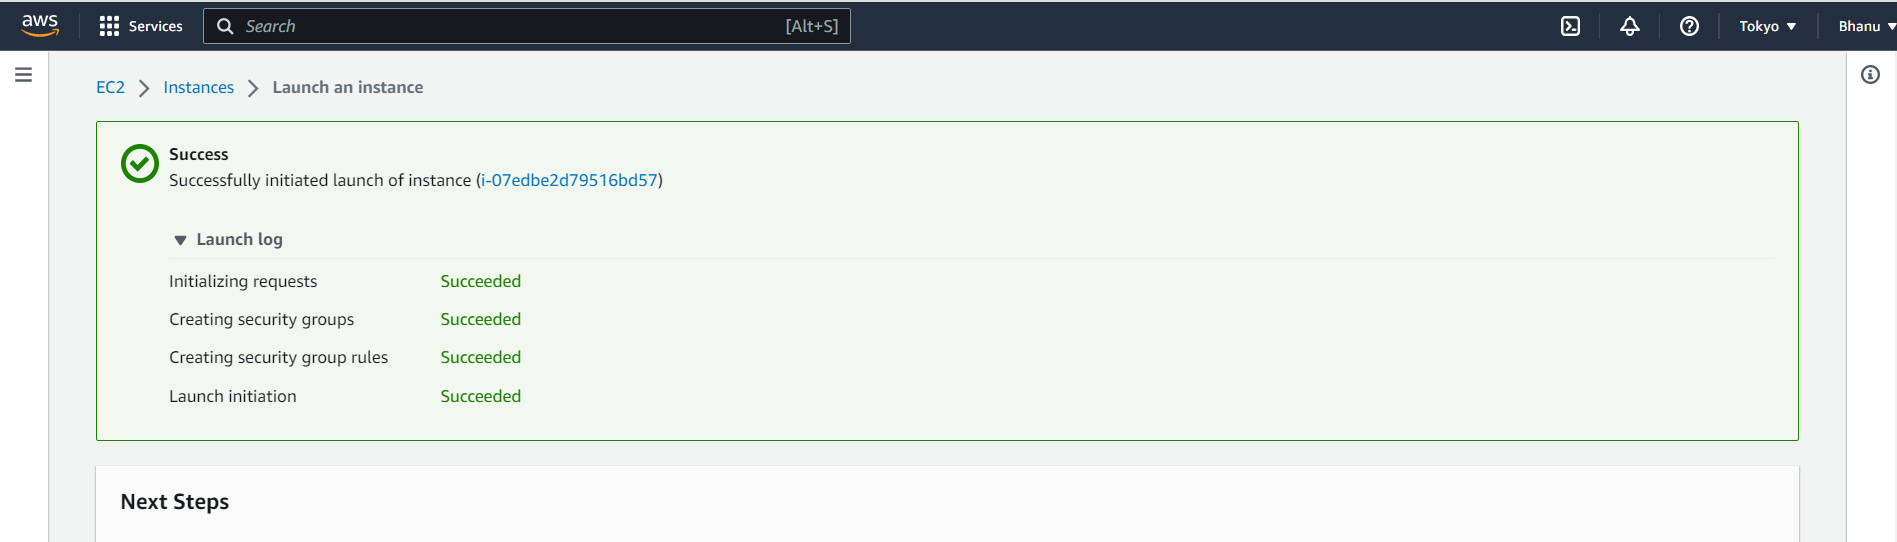 aws Services Search [Alt+S] Tokyo Bhanu
EC2 Instances Launch an instance
Success
Successfully initiated launch of instance (i-07edbe2d79516bd57)
Launch log
Initializing requests Succeeded
Creating security groups Succeeded
Creating security group rules Succeeded
Launch initiation Succeeded
Next Steps